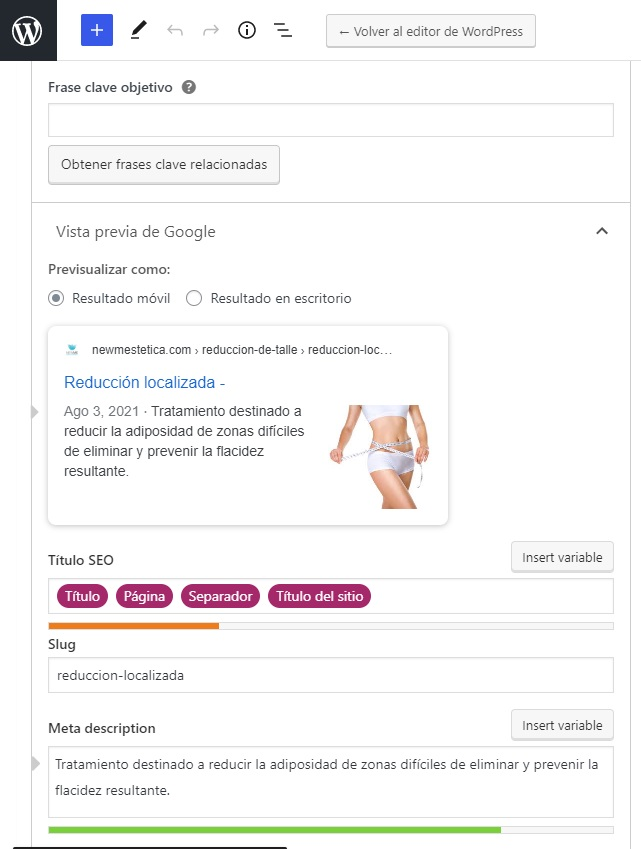 ← Volver al editor de WordPress
Frase clave objetivo
Obtener frases clave relacionadas
Vista previa de Google
Previsualizar como:
Resultado móvil Resultado en escritorio
newmestetica.com › reduccion-de-talle › reduccion-loc…
Reducción localizada -
Ago 3, 2021 · Tratamiento destinado a
reducir la adiposidad de zonas difíciles
de eliminar y prevenir la flacidez
resultante.
Título SEO Insert variable
Título Página Separador Título del sitio
Slug
reduccion-localizada
Meta description Insert variable
Tratamiento destinado a reducir la adiposidad de zonas difíciles de eliminar y prevenir la
flacidez resultante.